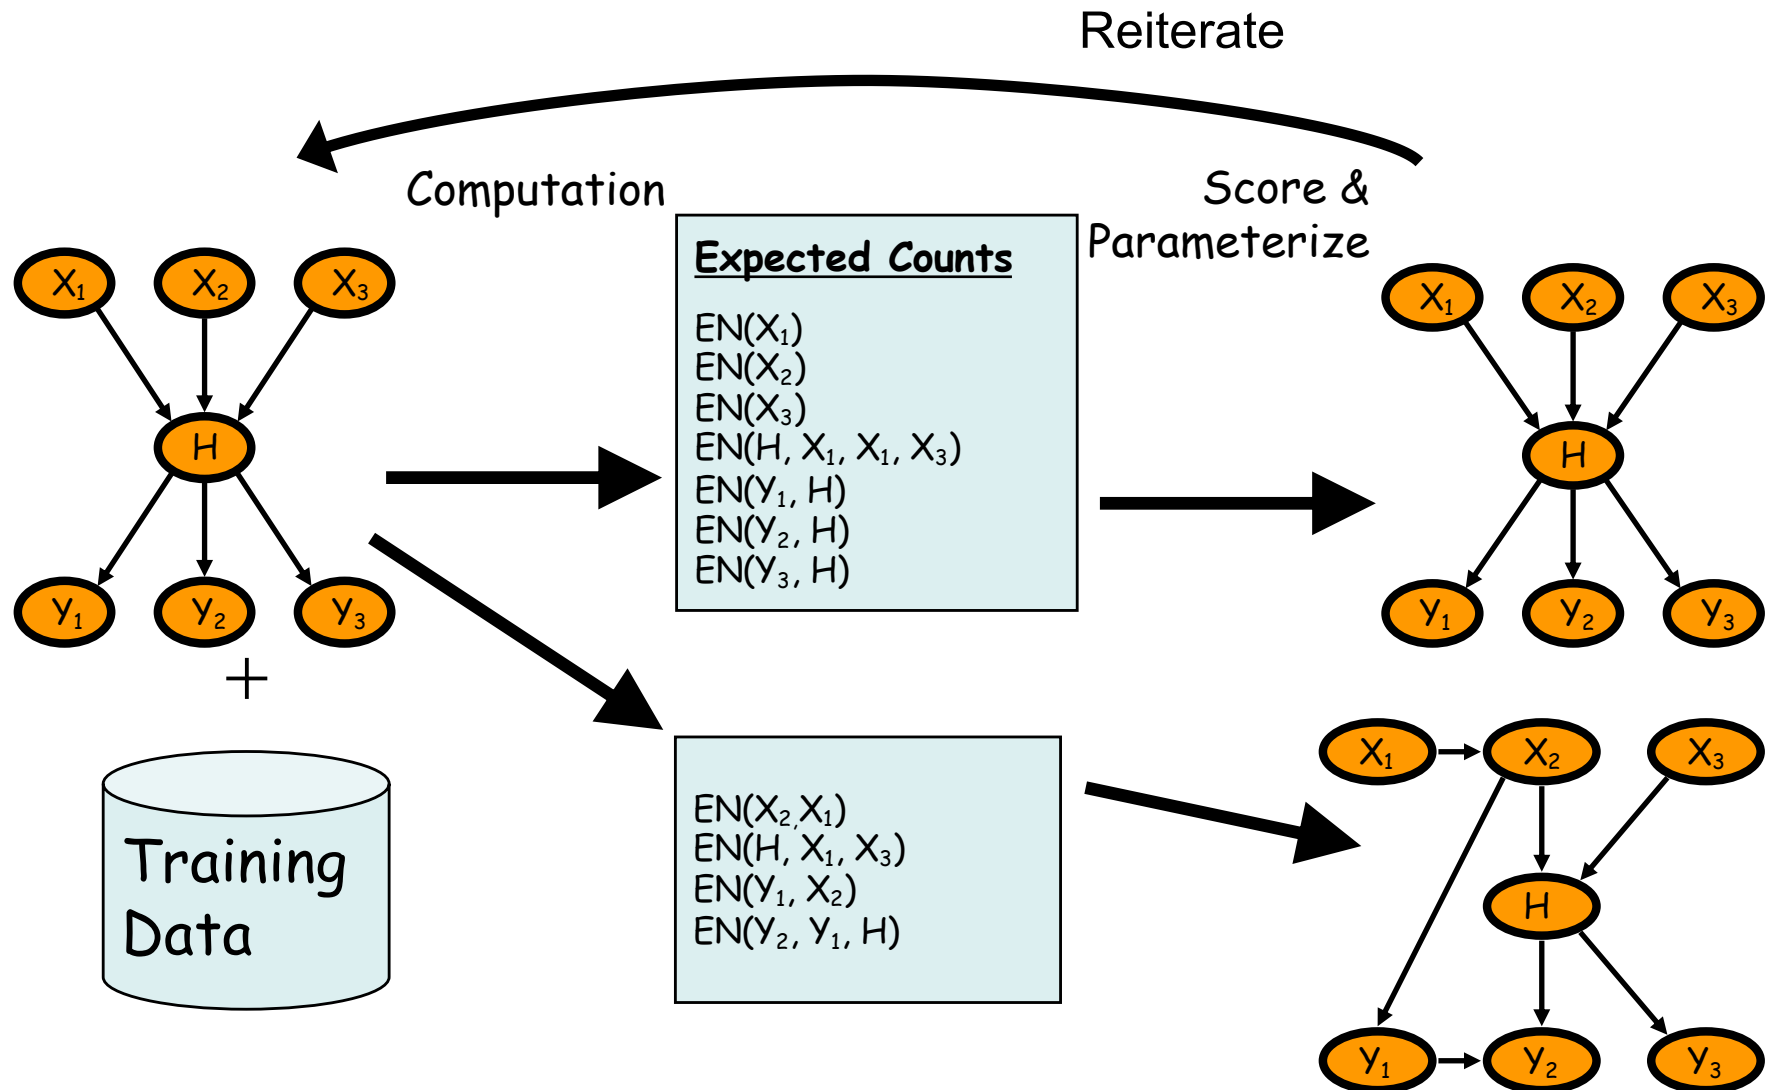 Reiterate
Computation
Score &
Parameterize
X₁ X₂ X₃
H
Y₁ Y₂ Y₃
+
Training
Data
Expected Counts
EN(X₁)
EN(X₂)
EN(X₃)
EN(H, X₁, X₁, X₃)
EN(Y₁, H)
EN(Y₂, H)
EN(Y₃, H)
EN(X₂,X₁)
EN(H, X₁, X₃)
EN(Y₁, X₂)
EN(Y₂, Y₁, H)
X₁ X₂ X₃
H
Y₁ Y₂ Y₃
X₁ X₂ X₃
H
Y₁ Y₂ Y₃